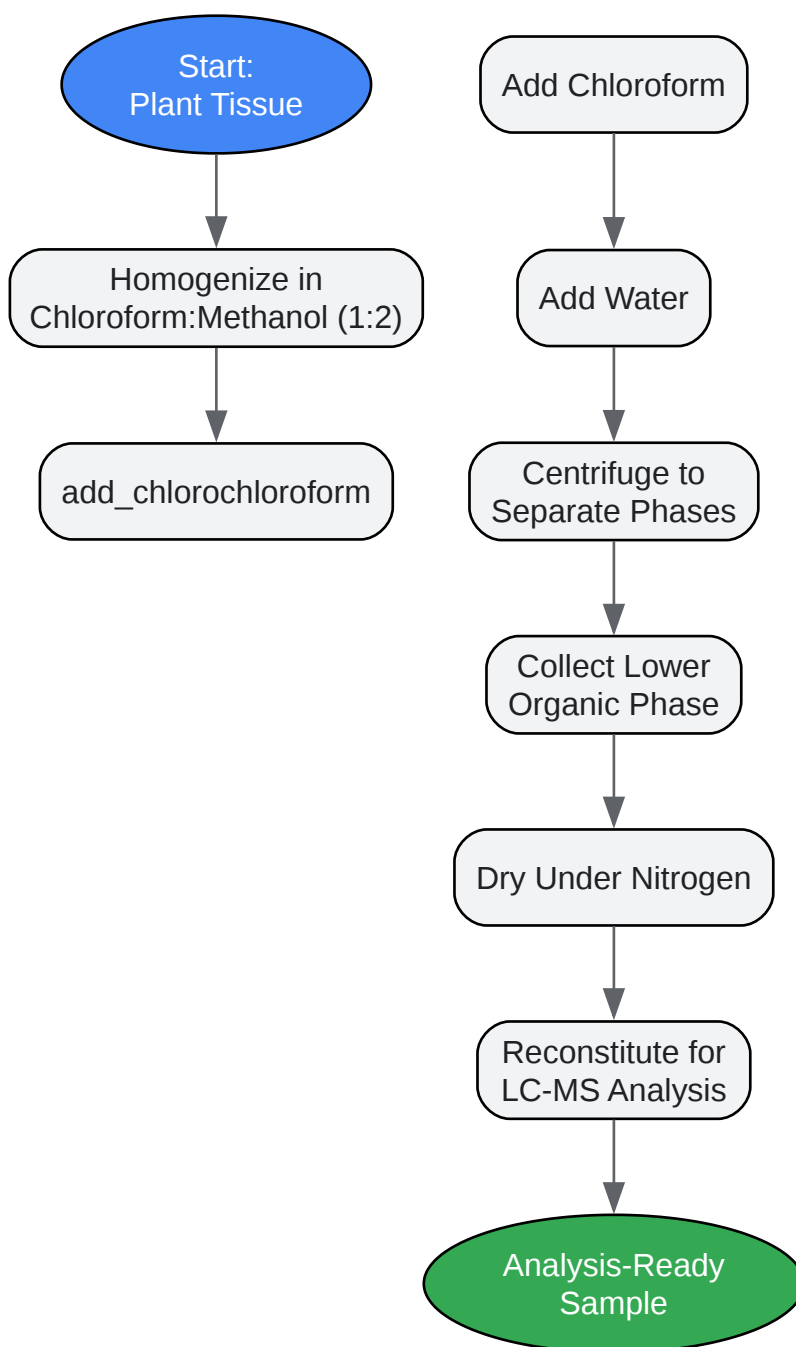 Start:
Plant Tissue
Homogenize in
Chloroform:Methanol (1:2)
add_chlorochloroform
Add Chloroform
Add Water
Centrifuge to
Separate Phases
Collect Lower
Organic Phase
Dry Under Nitrogen
Reconstitute for
LC-MS Analysis
Analysis-Ready
Sample